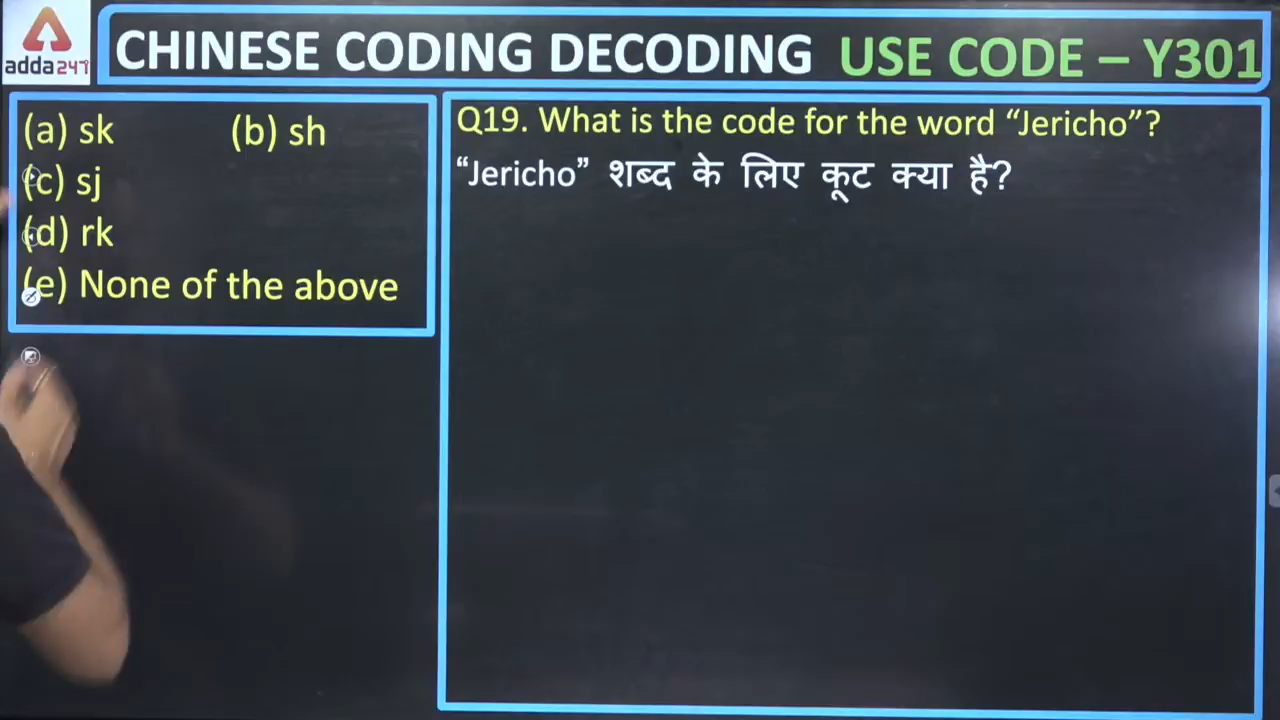 adda247
CHINESE CODING DECODING USE CODE – Y301
(a) sk (b) sh
(c) sj
(d) rk
(e) None of the above
Q19. What is the code for the word “Jericho”?
“Jericho” शब्द के लिए कूट क्या है?